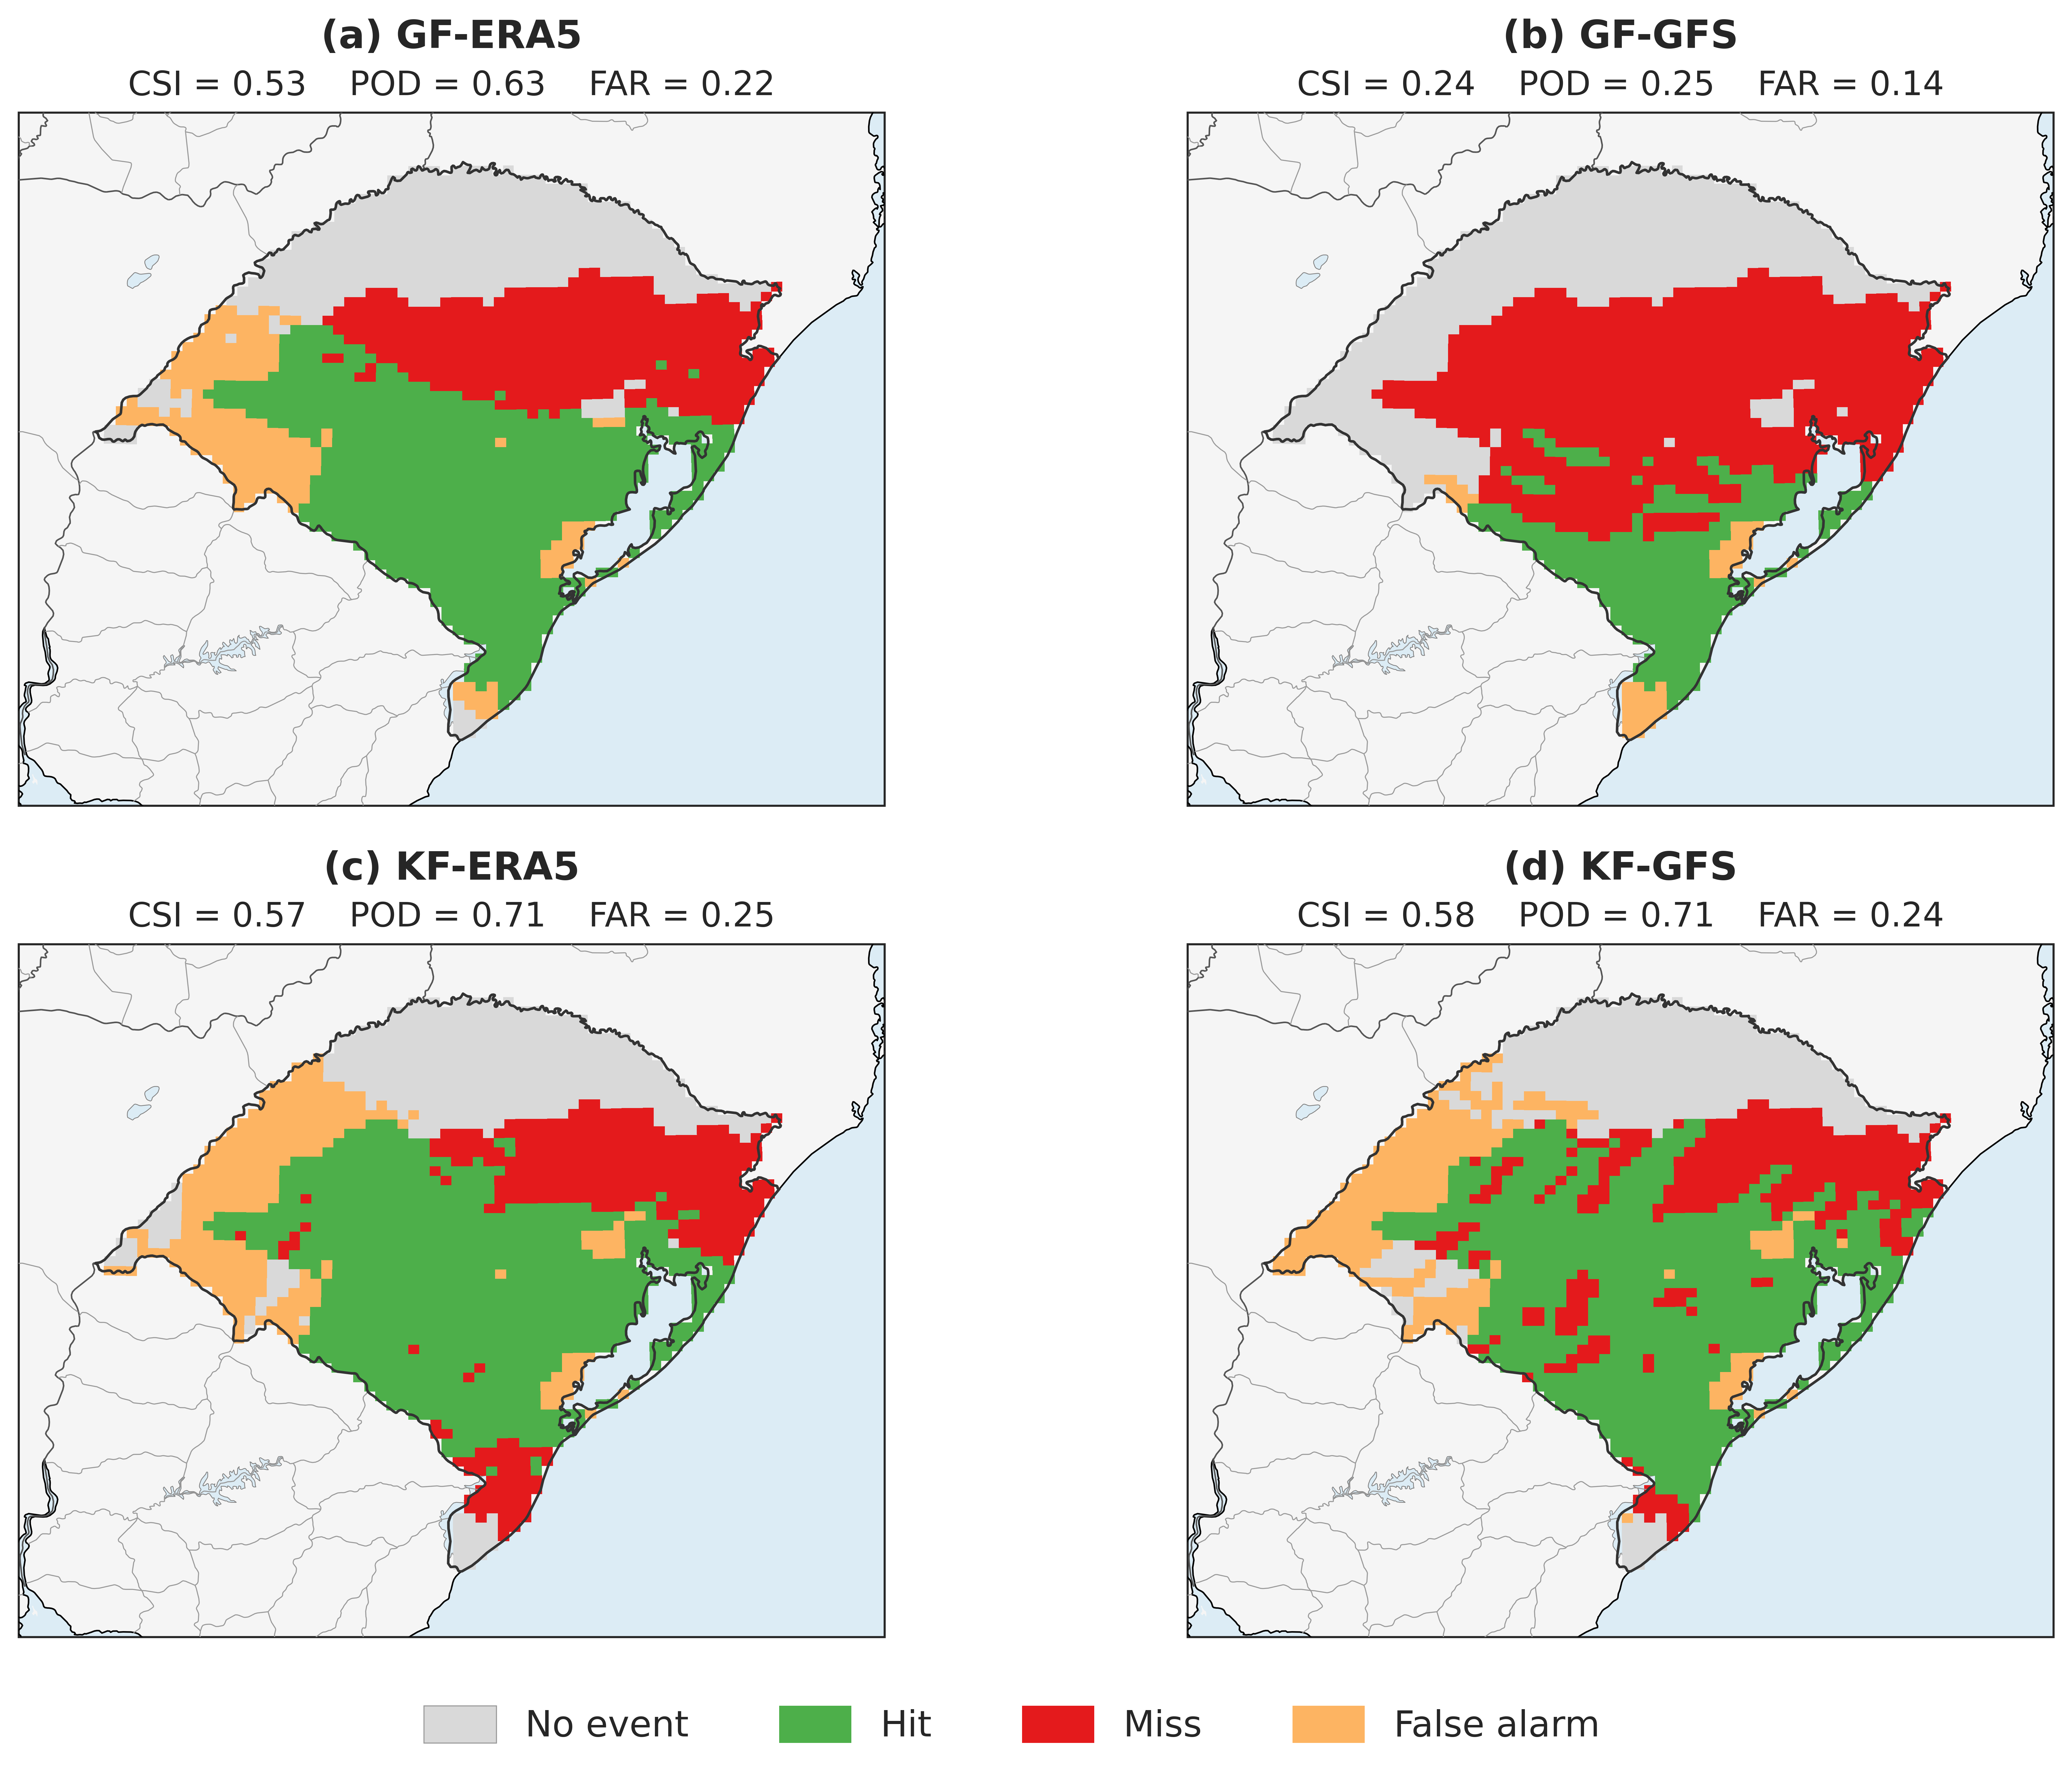 (a) GF-ERA5
CSI = 0.53 POD = 0.63 FAR = 0.22
(b) GF-GFS
CSI = 0.24 POD = 0.25 FAR = 0.14
(c) KF-ERA5
CSI = 0.57 POD = 0.71 FAR = 0.25
(d) KF-GFS
CSI = 0.58 POD = 0.71 FAR = 0.24
No event Hit Miss False alarm